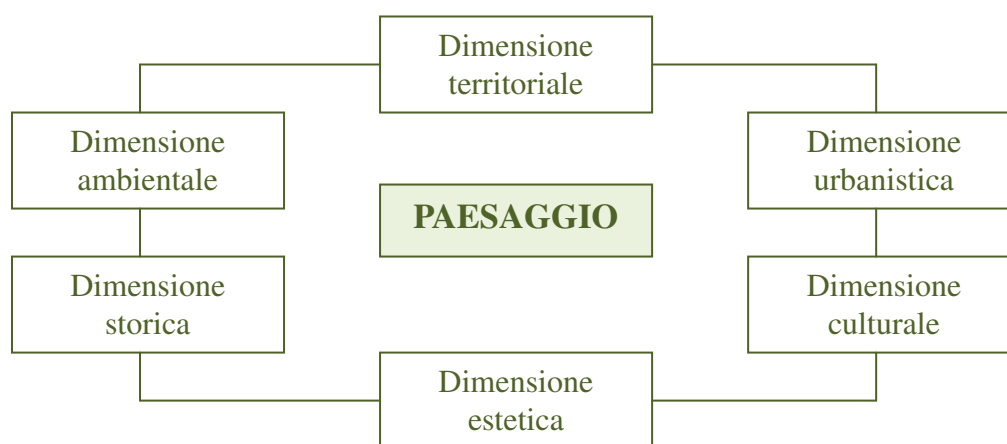 Dimensione
territoriale
Dimensione
ambientale
Dimensione
urbanistica
PAESAGGIO
Dimensione
storica
Dimensione
culturale
Dimensione
estetica